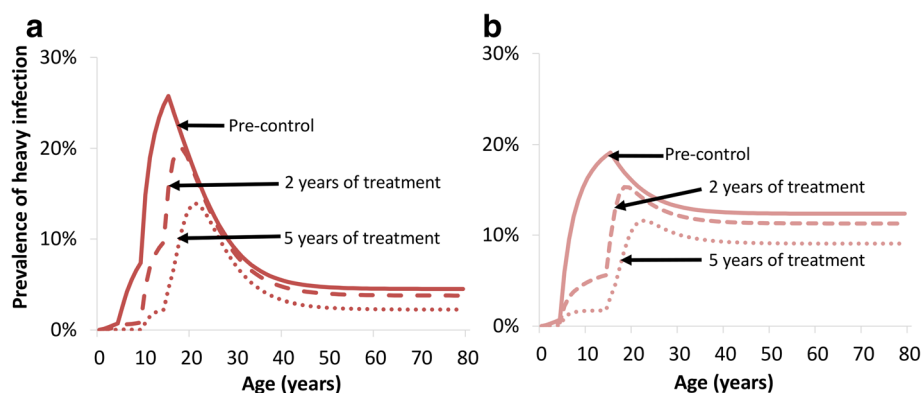 a
Prevalence of heavy infection
30%
20%
10%
0%
Pre-control
2 years of treatment
5 years of treatment
0 10 20 30 40 50 60 70 80
Age (years)
b
30%
20%
10%
0%
Pre-control
2 years of treatment
5 years of treatment
0 10 20 30 40 50 60 70 80
Age (years)